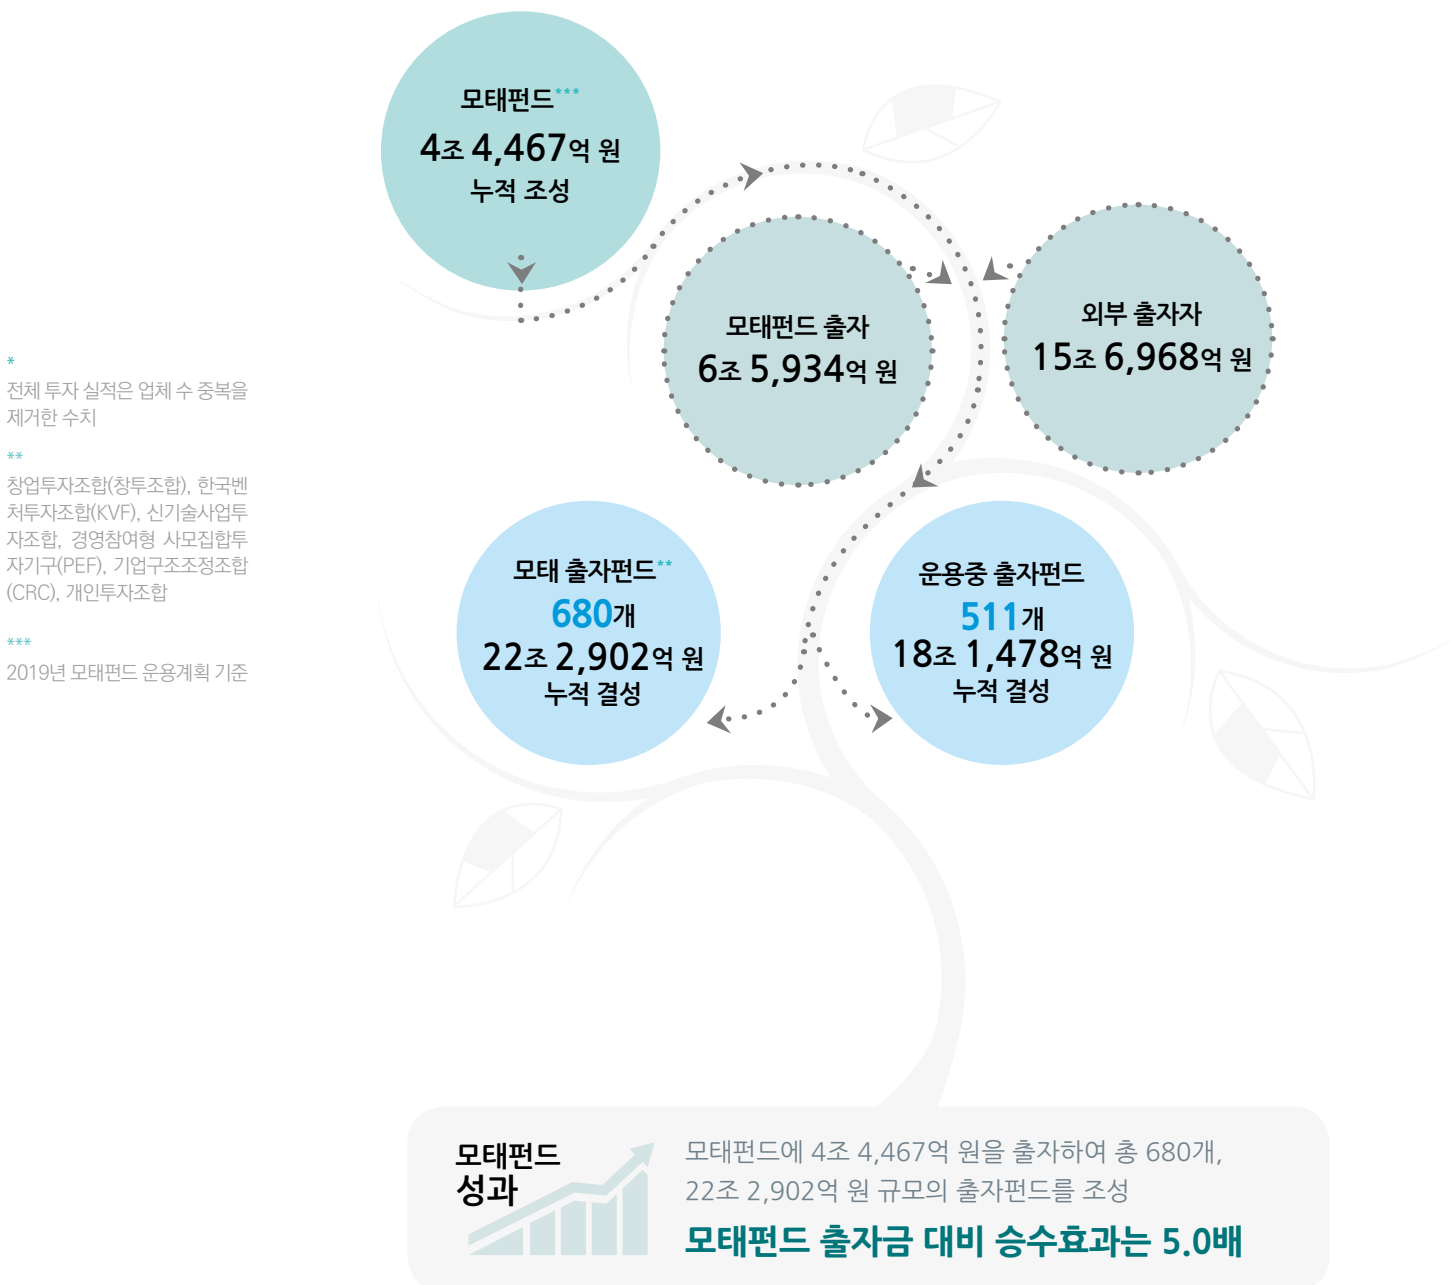 모태펀드***
4조 4,467억 원
누적 조성
모태펀드 출자
6조 5,934억 원
외부 출자자
15조 6,968억 원
*
전체 투자 실적은 업체 수 중복을
제거한 수치
**
창업투자조합(창투조합), 한국벤
처투자조합(KVF), 신기술사업투
자조합, 경영참여형 사모집합투
자기구(PEF), 기업구조조정조합
(CRC), 개인투자조합
***
2019년 모태펀드 운용계획 기준
모태 출자펀드**
680개
22조 2,902억 원
누적 결성
운용중 출자펀드
511개
18조 1,478억 원
누적 결성
모태펀드
성과
모태펀드에 4조 4,467억 원을 출자하여 총 680개,
22조 2,902억 원 규모의 출자펀드를 조성
모태펀드 출자금 대비 승수효과는 5.0배